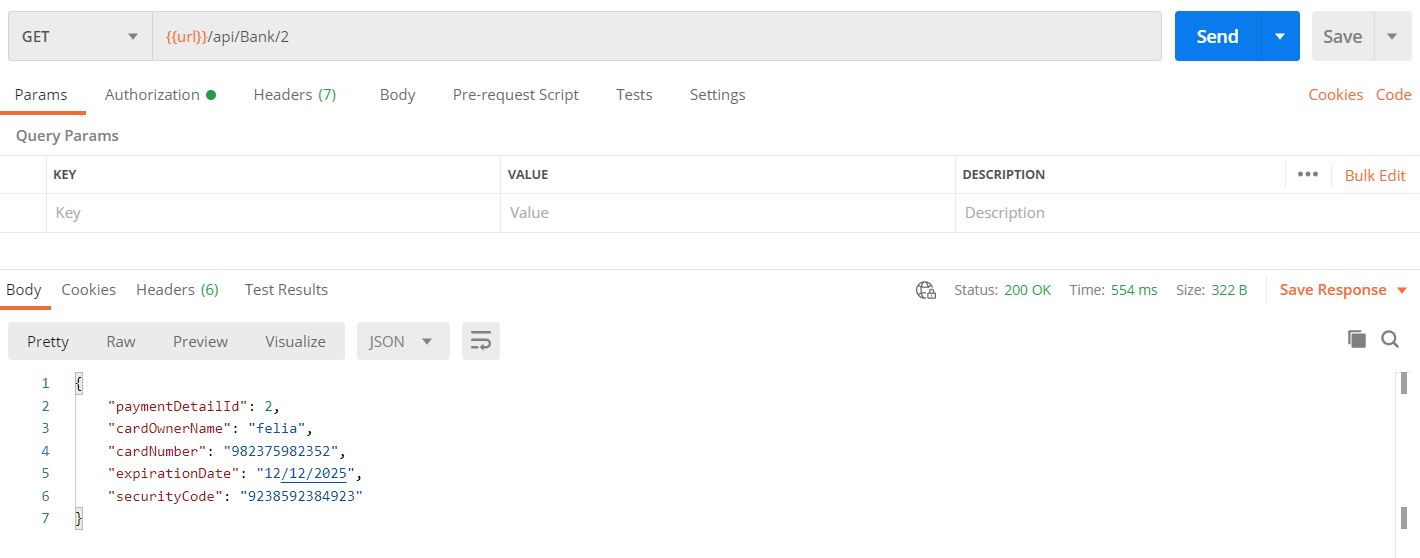 GET {{url}}/api/Bank/2 Send Save
Params Authorization Headers (7) Body Pre-request Script Tests Settings Cookies Code
Query Params
KEY VALUE DESCRIPTION ••• Bulk Edit
Key Value Description
Body Cookies Headers (6) Test Results Status: 200 OK Time: 554 ms Size: 322 B Save Response
Pretty Raw Preview Visualize JSON
1 {
2 "paymentDetailId": 2,
3 "cardOwnerName": "felia",
4 "cardNumber": "982375982352",
5 "expirationDate": "12/12/2025",
6 "securityCode": "9238592384923"
7 }